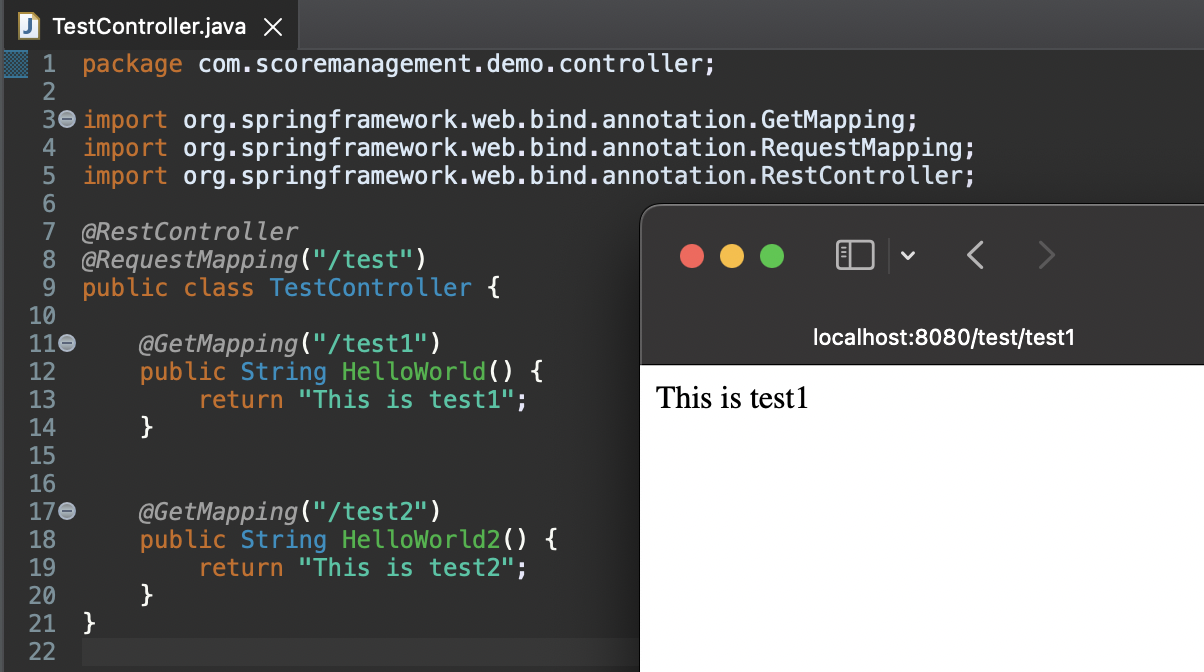 TestController.java
1 package com.scoremanagement.demo.controller;
2
3 import org.springframework.web.bind.annotation.GetMapping;
4 import org.springframework.web.bind.annotation.RequestMapping;
5 import org.springframework.web.bind.annotation.RestController;
6
7 @RestController
8 @RequestMapping("/test")
9 public class TestController {
10
11 @GetMapping("/test1")
12 public String HelloWorld() {
13 return "This is test1";
14 }
15
16
17 @GetMapping("/test2")
18 public String HelloWorld2() {
19 return "This is test2";
20 }
21 }
22
localhost:8080/test/test1
This is test1